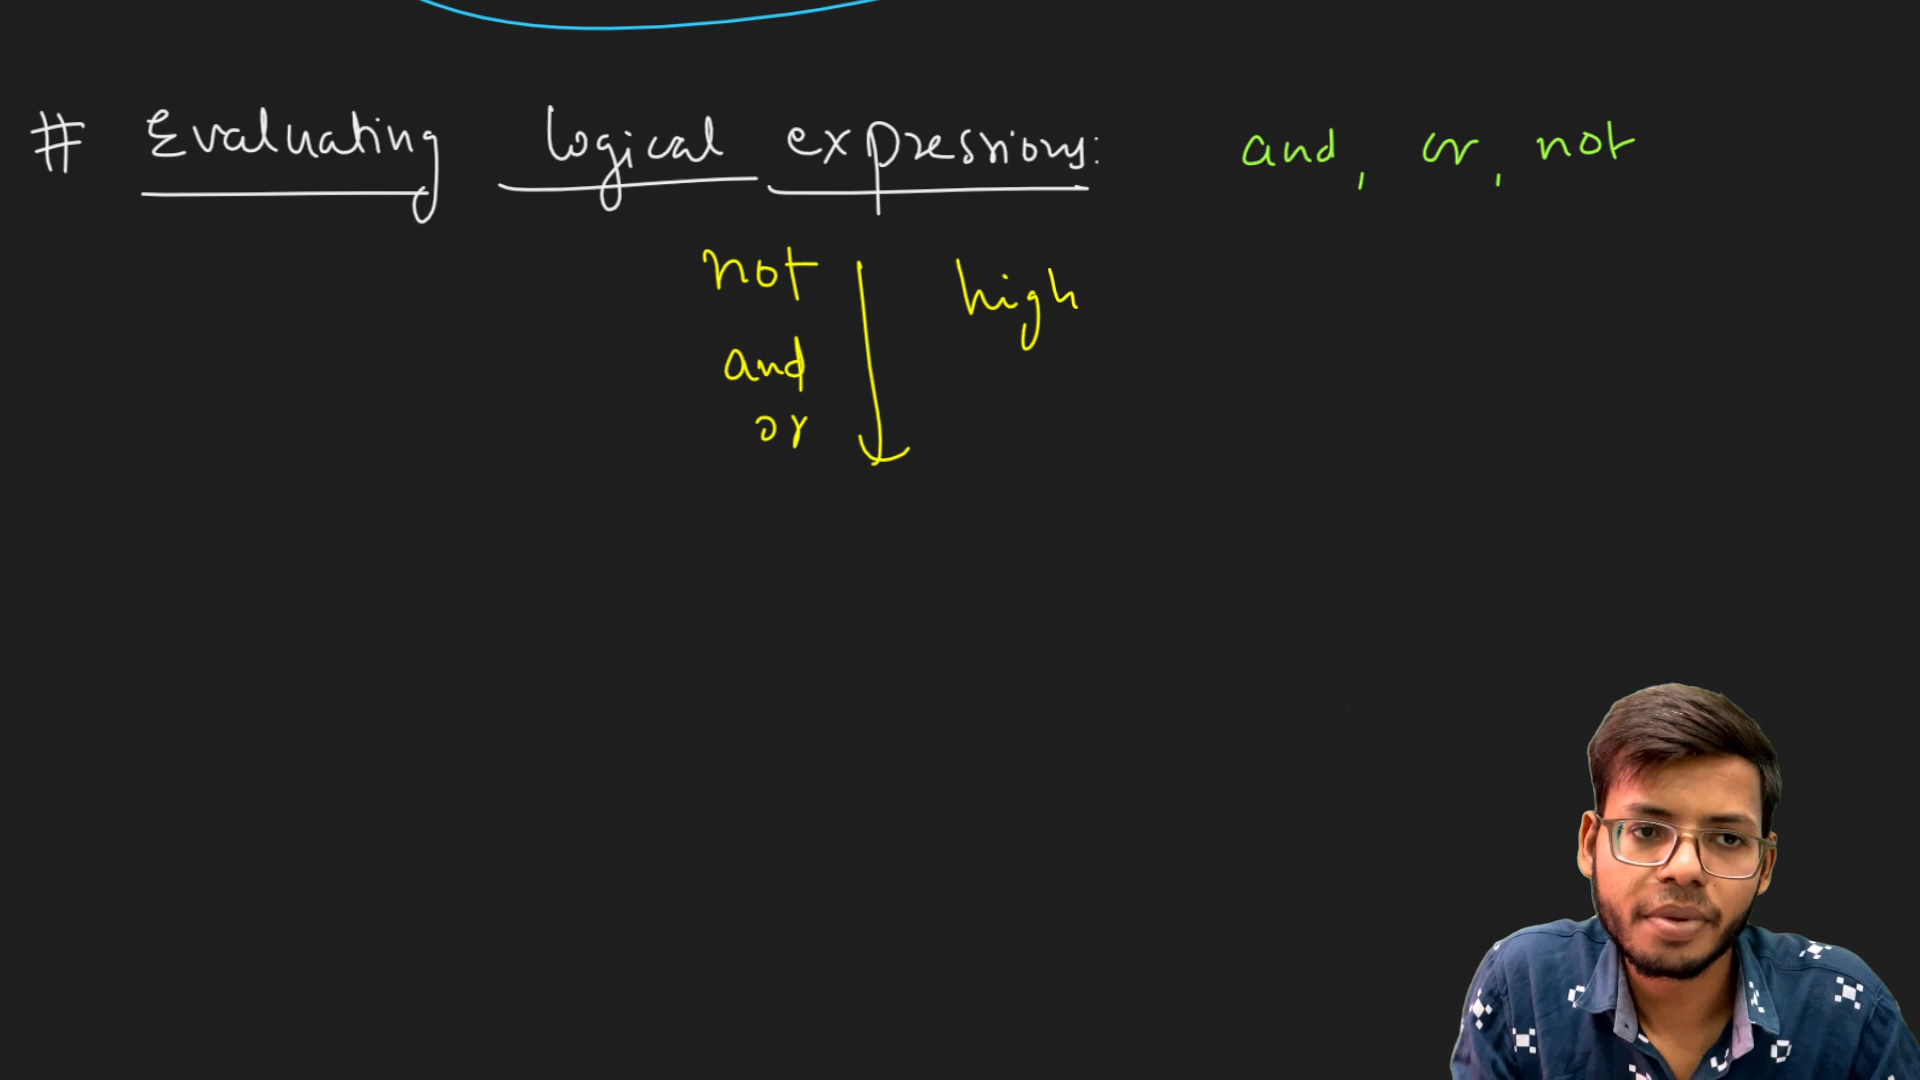 # Evaluating logical expressions: and, or, not
not high
and
or